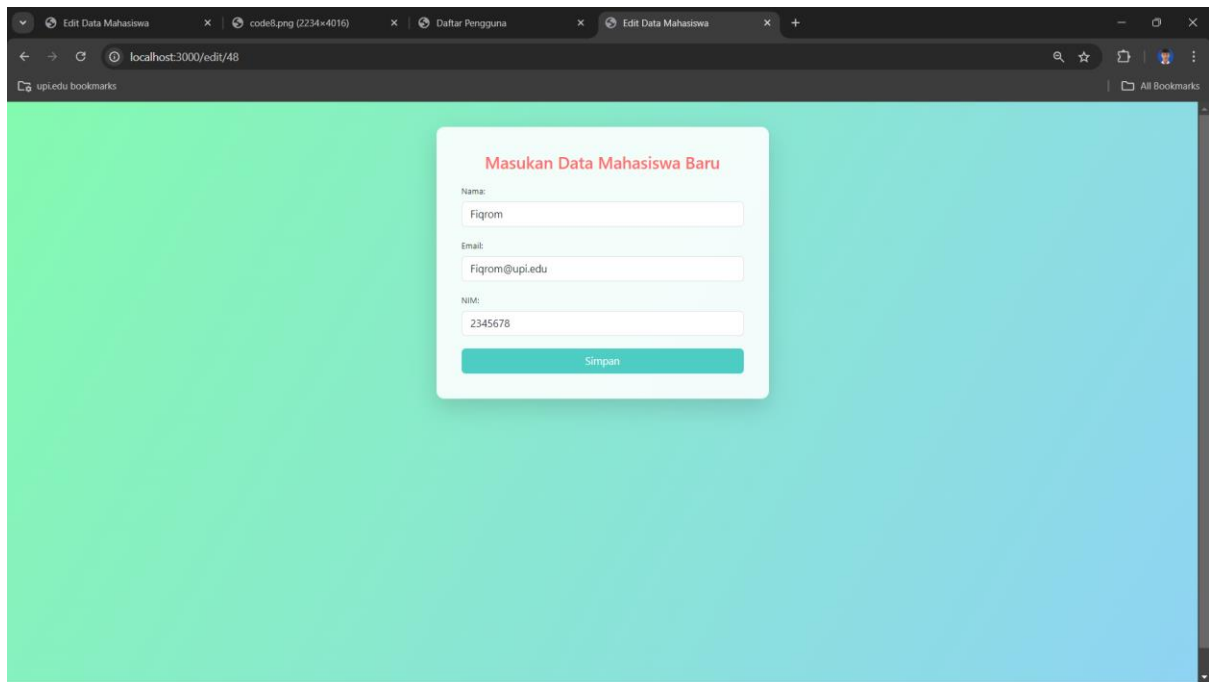 Edit Data Mahasiswa
code8.png (2234×4016)
Daftar Pengguna
Edit Data Mahasiswa
localhost:3000/edit/48
upi.edu bookmarks
All Bookmarks
Masukan Data Mahasiswa Baru
Nama:
Fiqrom
Email:
Fiqrom@upi.edu
NIM:
2345678
Simpan